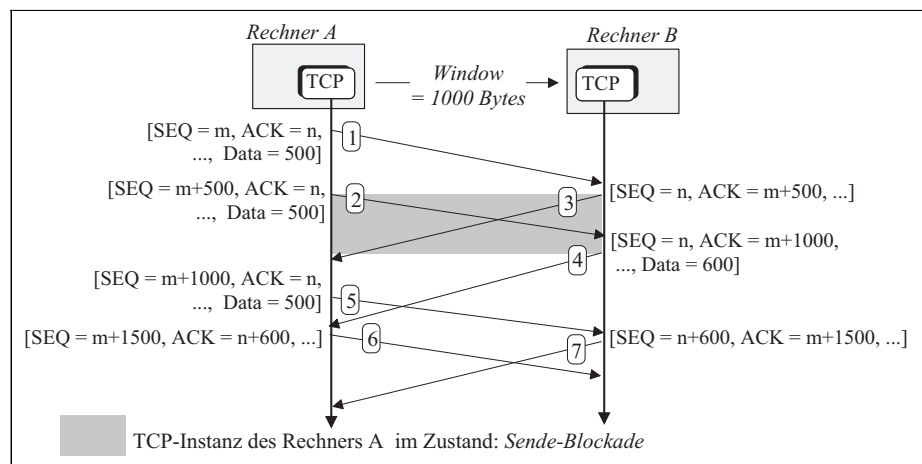 Rechner A
Rechner B
TCP
Window
= 1000 Bytes
TCP
[SEQ = m, ACK = n,
..., Data = 500]
1
[SEQ = m+500, ACK = n,
..., Data = 500]
2
3
[SEQ = n, ACK = m+500, ...]
[SEQ = n, ACK = m+1000,
..., Data = 600]
4
[SEQ = m+1000, ACK = n,
..., Data = 500]
5
[SEQ = m+1500, ACK = n+600, ...]
6
7
[SEQ = n+600, ACK = m+1500, ...]
TCP-Instanz des Rechners A im Zustand: Sende-Blockade